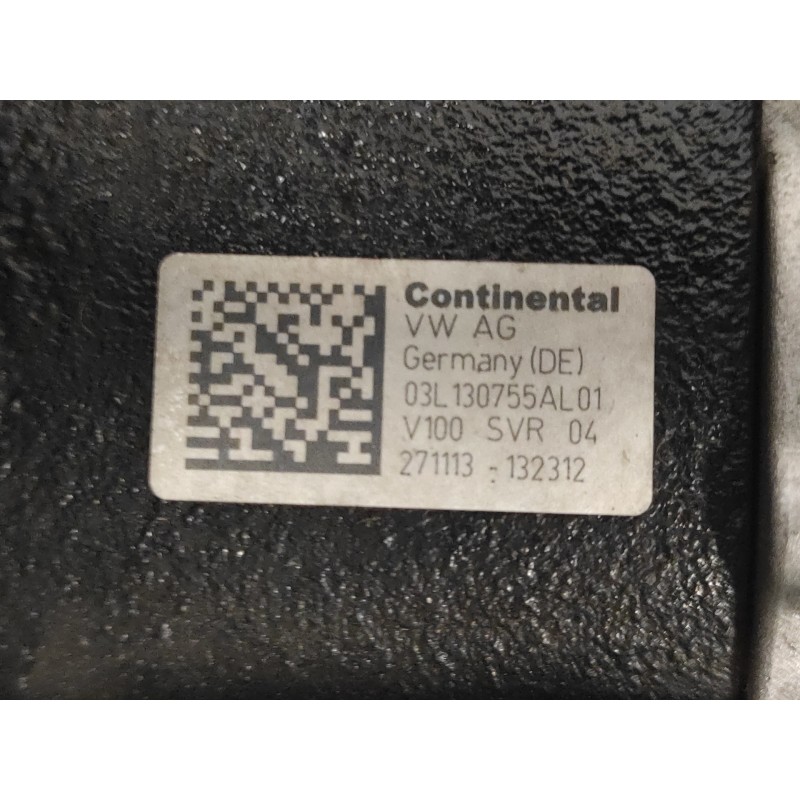 Continental
VW AG
Germany (DE)
03L130755AL01
V100 SVR 04
271113 - 132312